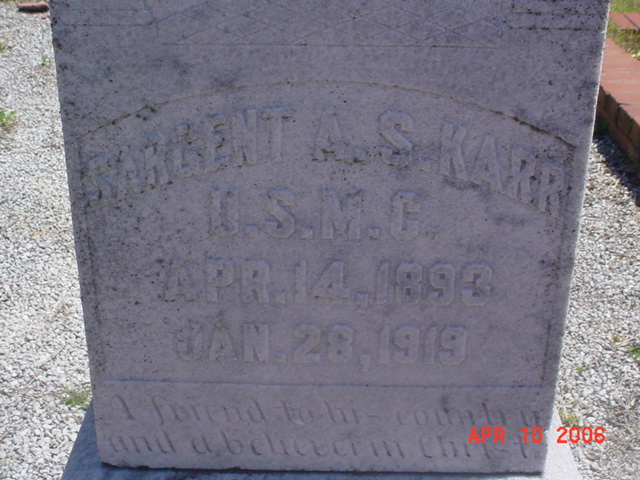 SARGENT A. S. KARR
U.S.M.C.
APR. 14, 1893
JAN. 28, 1919
A friend to his country
and a believer in Christ
APR 10 2006